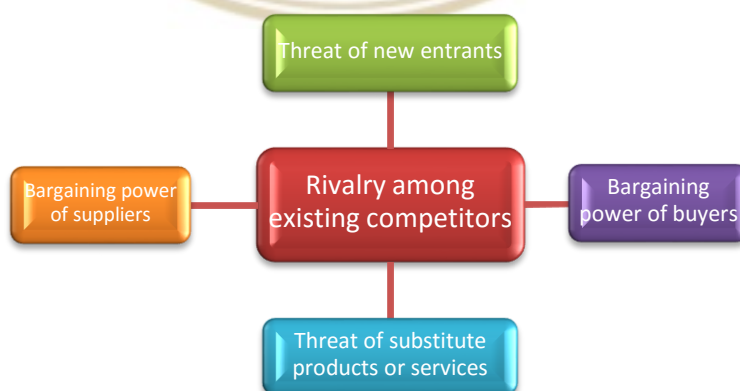 Threat of new entrants
Bargaining power
of suppliers
Rivalry among
existing competitors
Bargaining
power of buyers
Threat of substitute
products or services